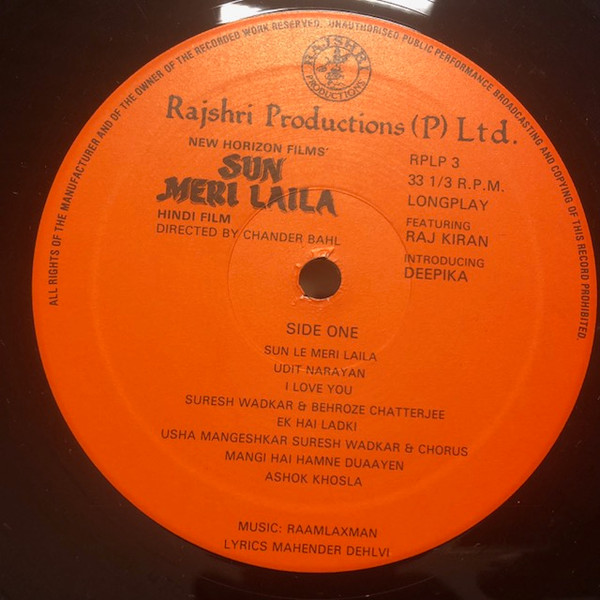 ALL RIGHTS OF THE MANUFACTURER AND OF THE OWNER OF THE RECORDED WORK RESERVED. UNAUTHORISED PUBLIC PERFORMANCE BROADCASTING AND COPYING OF THIS RECORD PROHIBITED.
RAJSHRI
PRODUCTIONS
Rajshri Productions (P) Ltd.
NEW HORIZON FILMS'
SUN
MERI LAILA
HINDI FILM
DIRECTED BY CHANDER BAHL
RPLP 3
33 1/3 R.P.M.
LONGPLAY
FEATURING
RAJ KIRAN
INTRODUCING
DEEPIKA
SIDE ONE
SUN LE MERI LAILA
UDIT NARAYAN
I LOVE YOU
SURESH WADKAR & BEHROZE CHATTERJEE
EK HAI LADKI
USHA MANGESHKAR SURESH WADKAR & CHORUS
MANGI HAI HAMNE DUAAYEN
ASHOK KHOSLA
MUSIC: RAAMLAXMAN
LYRICS MAHENDER DEHLVI